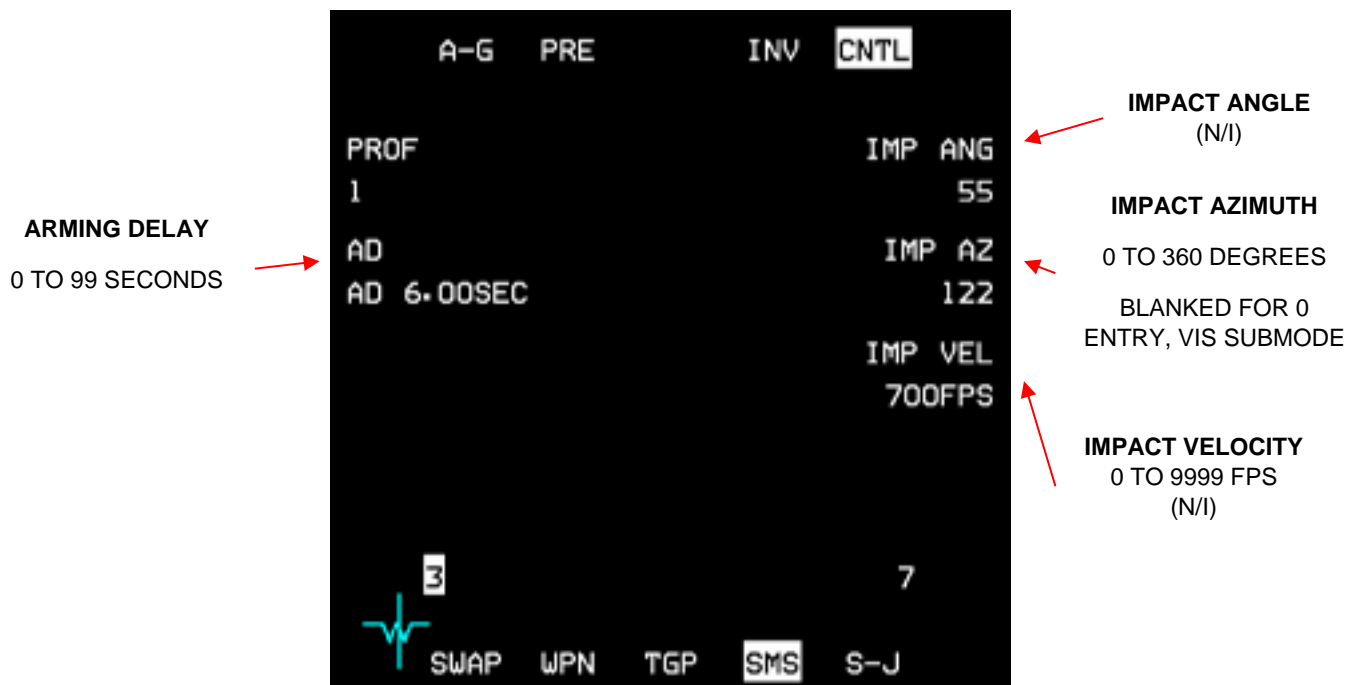 A-G PRE INV CNTL
PROF
1
AD
AD 6.00SEC
IMP ANG
55
IMP AZ
122
IMP VEL
700FPS
3 7
SWAP WPN TGP SMS S-J
ARMING DELAY
0 TO 99 SECONDS
IMPACT ANGLE
(N/I)
IMPACT AZIMUTH
0 TO 360 DEGREES
BLANKED FOR 0
ENTRY, VIS SUBMODE
IMPACT VELOCITY
0 TO 9999 FPS
(N/I)